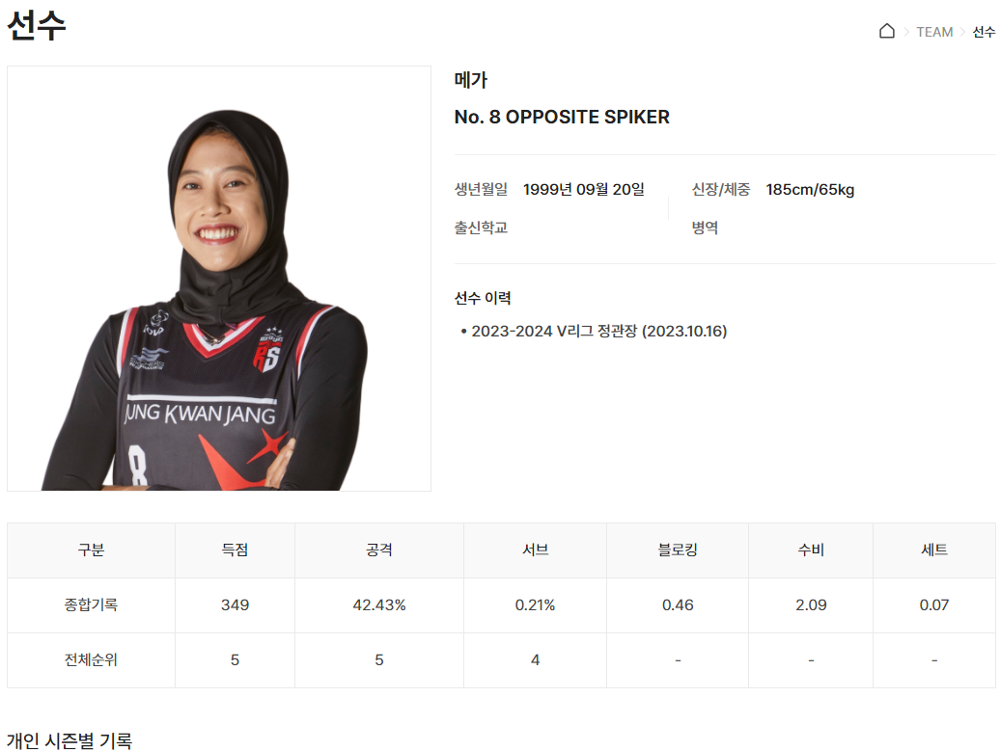 선수
TEAM 선수
메가
No. 8 OPPOSITE SPIKER
생년월일 1999년 09월 20일 신장/체중 185cm/65kg
출신학교 병역
선수 이력
• 2023-2024 V리그 정관장 (2023.10.16)
RS
JUNG KWAN JANG
8
구분 득점 공격 서브 블로킹 수비 세트
종합기록 349 42.43% 0.21% 0.46 2.09 0.07
전체순위 5 5 4 - - -
개인 시즌별 기록